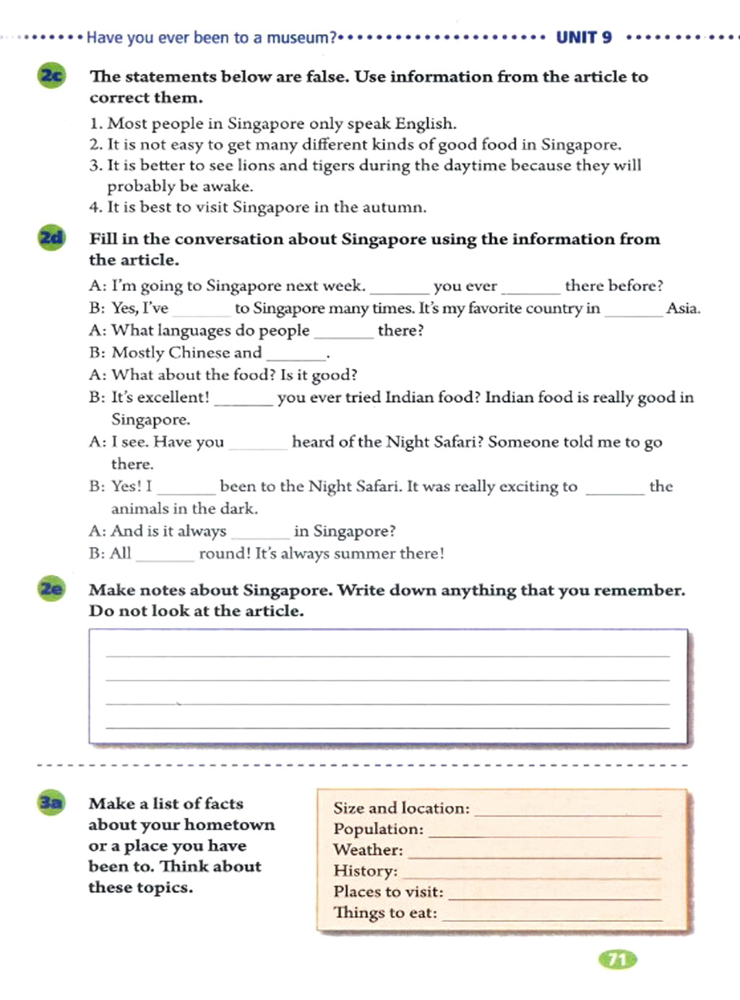 Have you ever been to a museum? UNIT 9
2c The statements below are false. Use information from the article to
correct them.
1. Most people in Singapore only speak English.
2. It is not easy to get many different kinds of good food in Singapore.
3. It is better to see lions and tigers during the daytime because they will
probably be awake.
4. It is best to visit Singapore in the autumn.
2d Fill in the conversation about Singapore using the information from
the article.
A: I'm going to Singapore next week. _______ you ever _______ there before?
B: Yes, I've _______ to Singapore many times. It's my favorite country in _______ Asia.
A: What languages do people _______ there?
B: Mostly Chinese and _______.
A: What about the food? Is it good?
B: It's excellent! _______ you ever tried Indian food? Indian food is really good in
Singapore.
A: I see. Have you _______ heard of the Night Safari? Someone told me to go
there.
B: Yes! I _______ been to the Night Safari. It was really exciting to _______ the
animals in the dark.
A: And is it always _______ in Singapore?
B: All _______ round! It's always summer there!
2e Make notes about Singapore. Write down anything that you remember.
Do not look at the article.
3a Make a list of facts
about your hometown
or a place you have
been to. Think about
these topics.
Size and location: _______
Population: _______
Weather: _______
History: _______
Places to visit: _______
Things to eat: _______
71